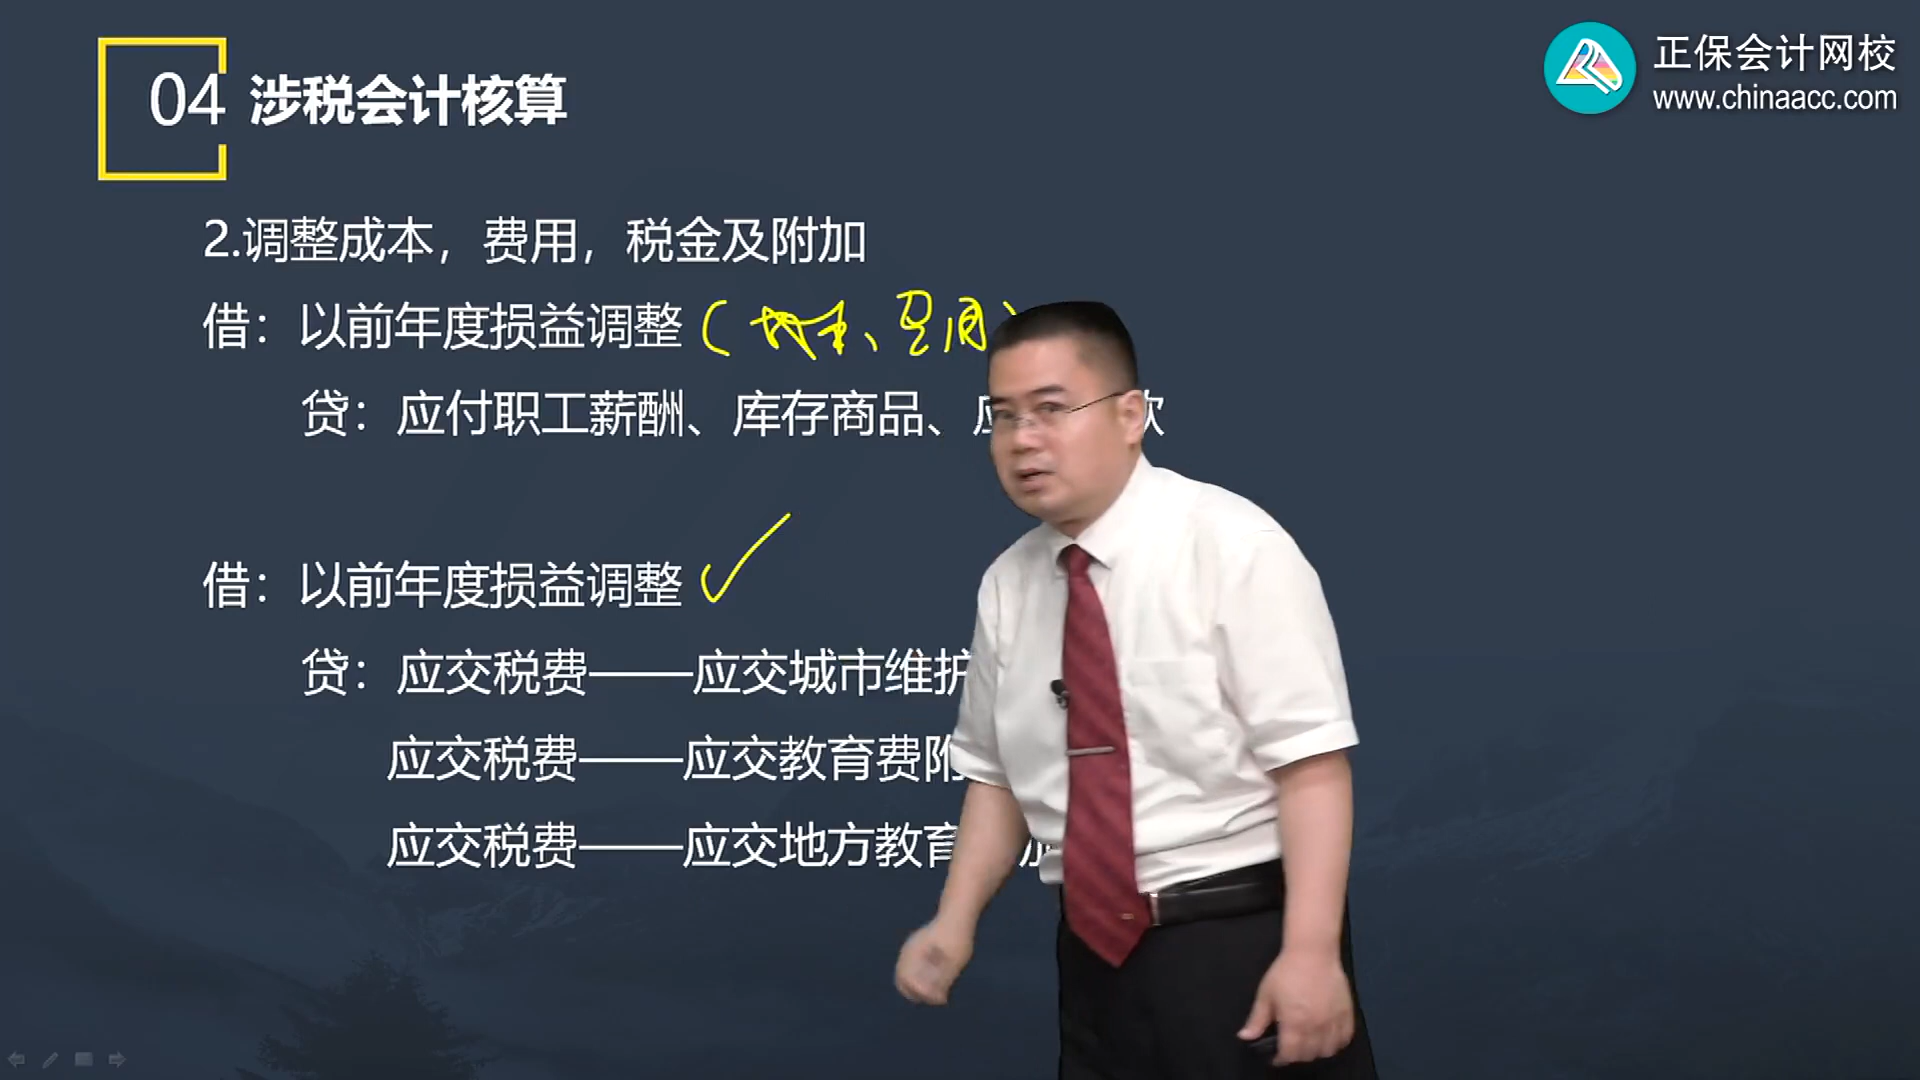 正保会计网校
www.chinaacc.com
04 涉税会计核算
2.调整成本，费用，税金及附加
借：以前年度损益调整
贷：应付职工薪酬、库存商品、
借：以前年度损益调整
贷：应交税费——应交城市维护
应交税费——应交教育费附
应交税费——应交地方教育